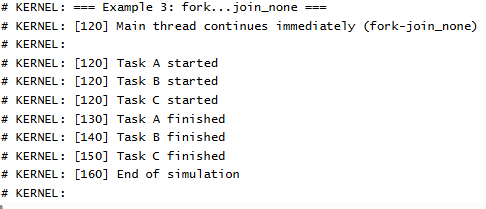 # KERNEL: === Example 3: fork...join_none ===
# KERNEL: [120] Main thread continues immediately (fork-join_none)
# KERNEL:
# KERNEL: [120] Task A started
# KERNEL: [120] Task B started
# KERNEL: [120] Task C started
# KERNEL: [130] Task A finished
# KERNEL: [140] Task B finished
# KERNEL: [150] Task C finished
# KERNEL: [160] End of simulation
# KERNEL: